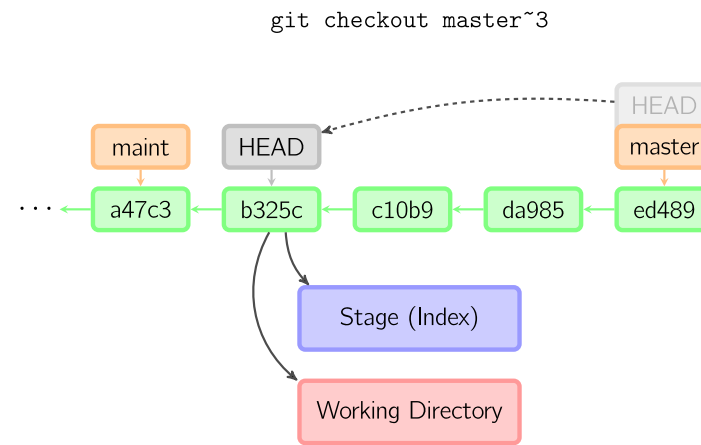 git checkout master~3
HEAD
maint
HEAD
master
... a47c3 b325c c10b9 da985 ed489
Stage (Index)
Working Directory